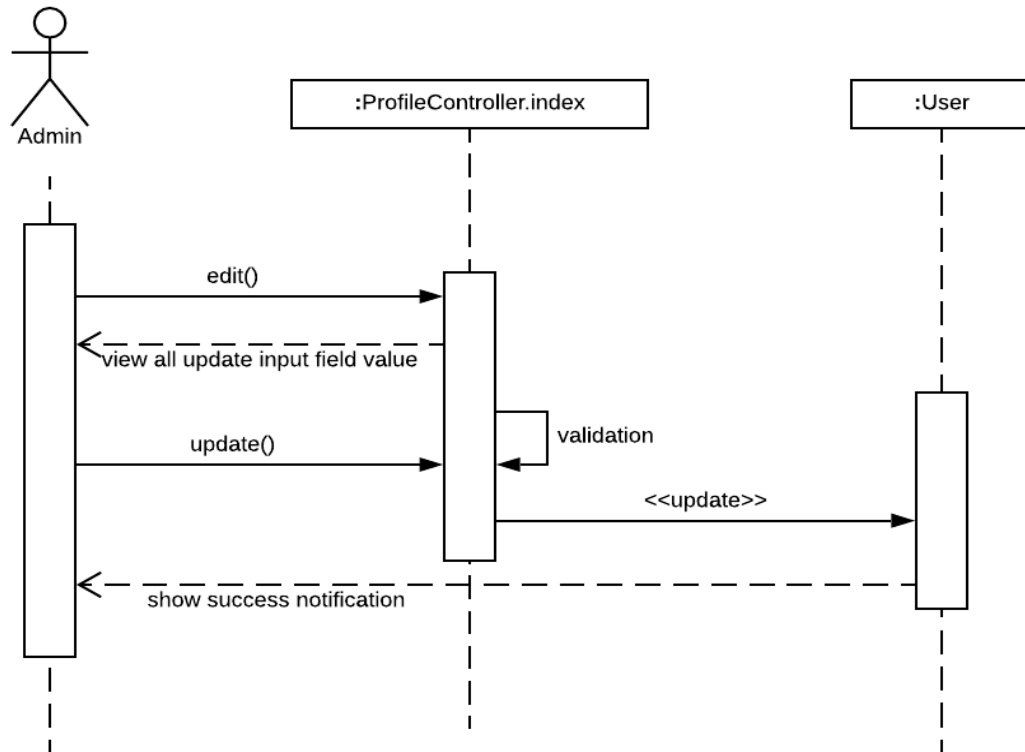 :ProfileController.index
:User
Admin
edit()
view all update input field value
validation
update()
<<update>>
show success notification